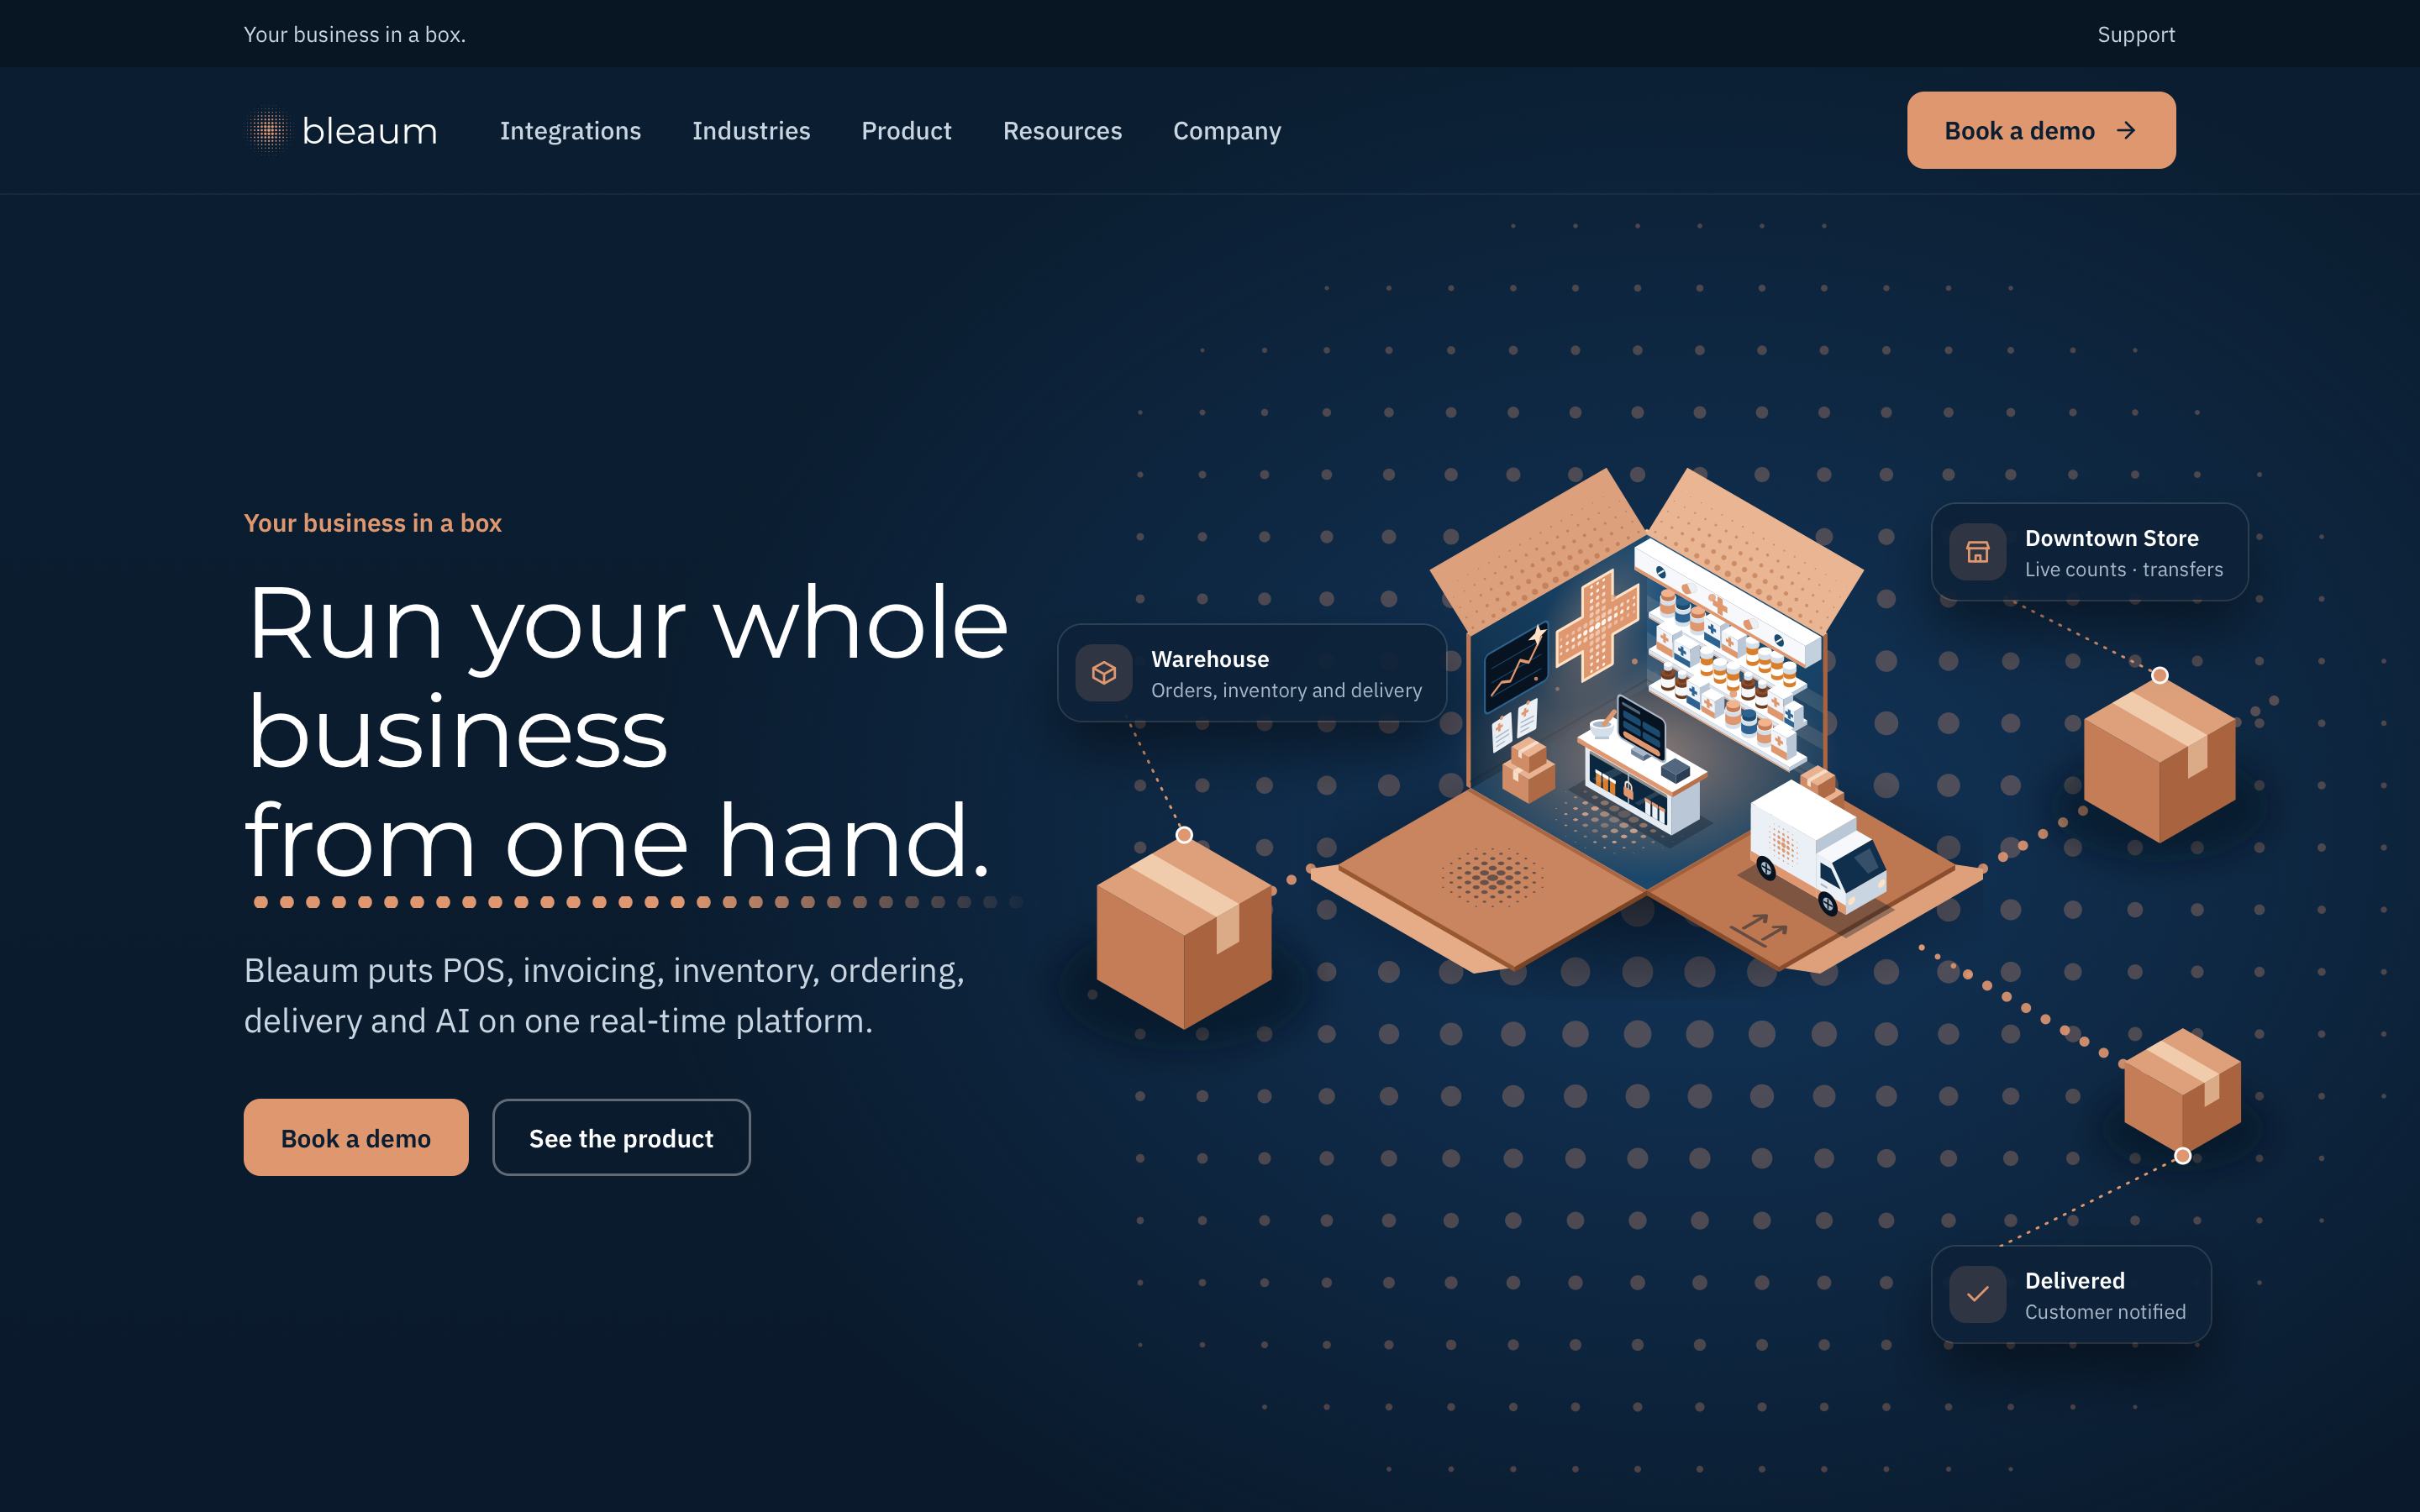 Your business in a box.
Support
bleaum
Integrations
Industries
Product
Resources
Company
Book a demo →
Your business in a box
Run your whole
business
from one hand.
Bleaum puts POS, invoicing, inventory, ordering,
delivery and AI on one real-time platform.
Book a demo
See the product
Warehouse
Orders, inventory and delivery
Downtown Store
Live counts · transfers
Delivered
Customer notified